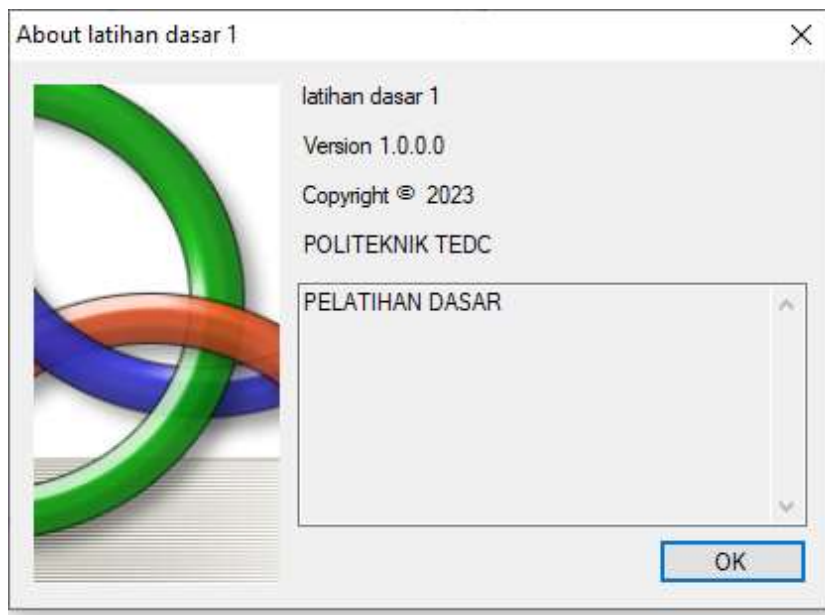 About latihan dasar 1
latihan dasar 1
Version 1.0.0.0
Copyright © 2023
POLITEKNIK TEDC
PELATIHAN DASAR
OK